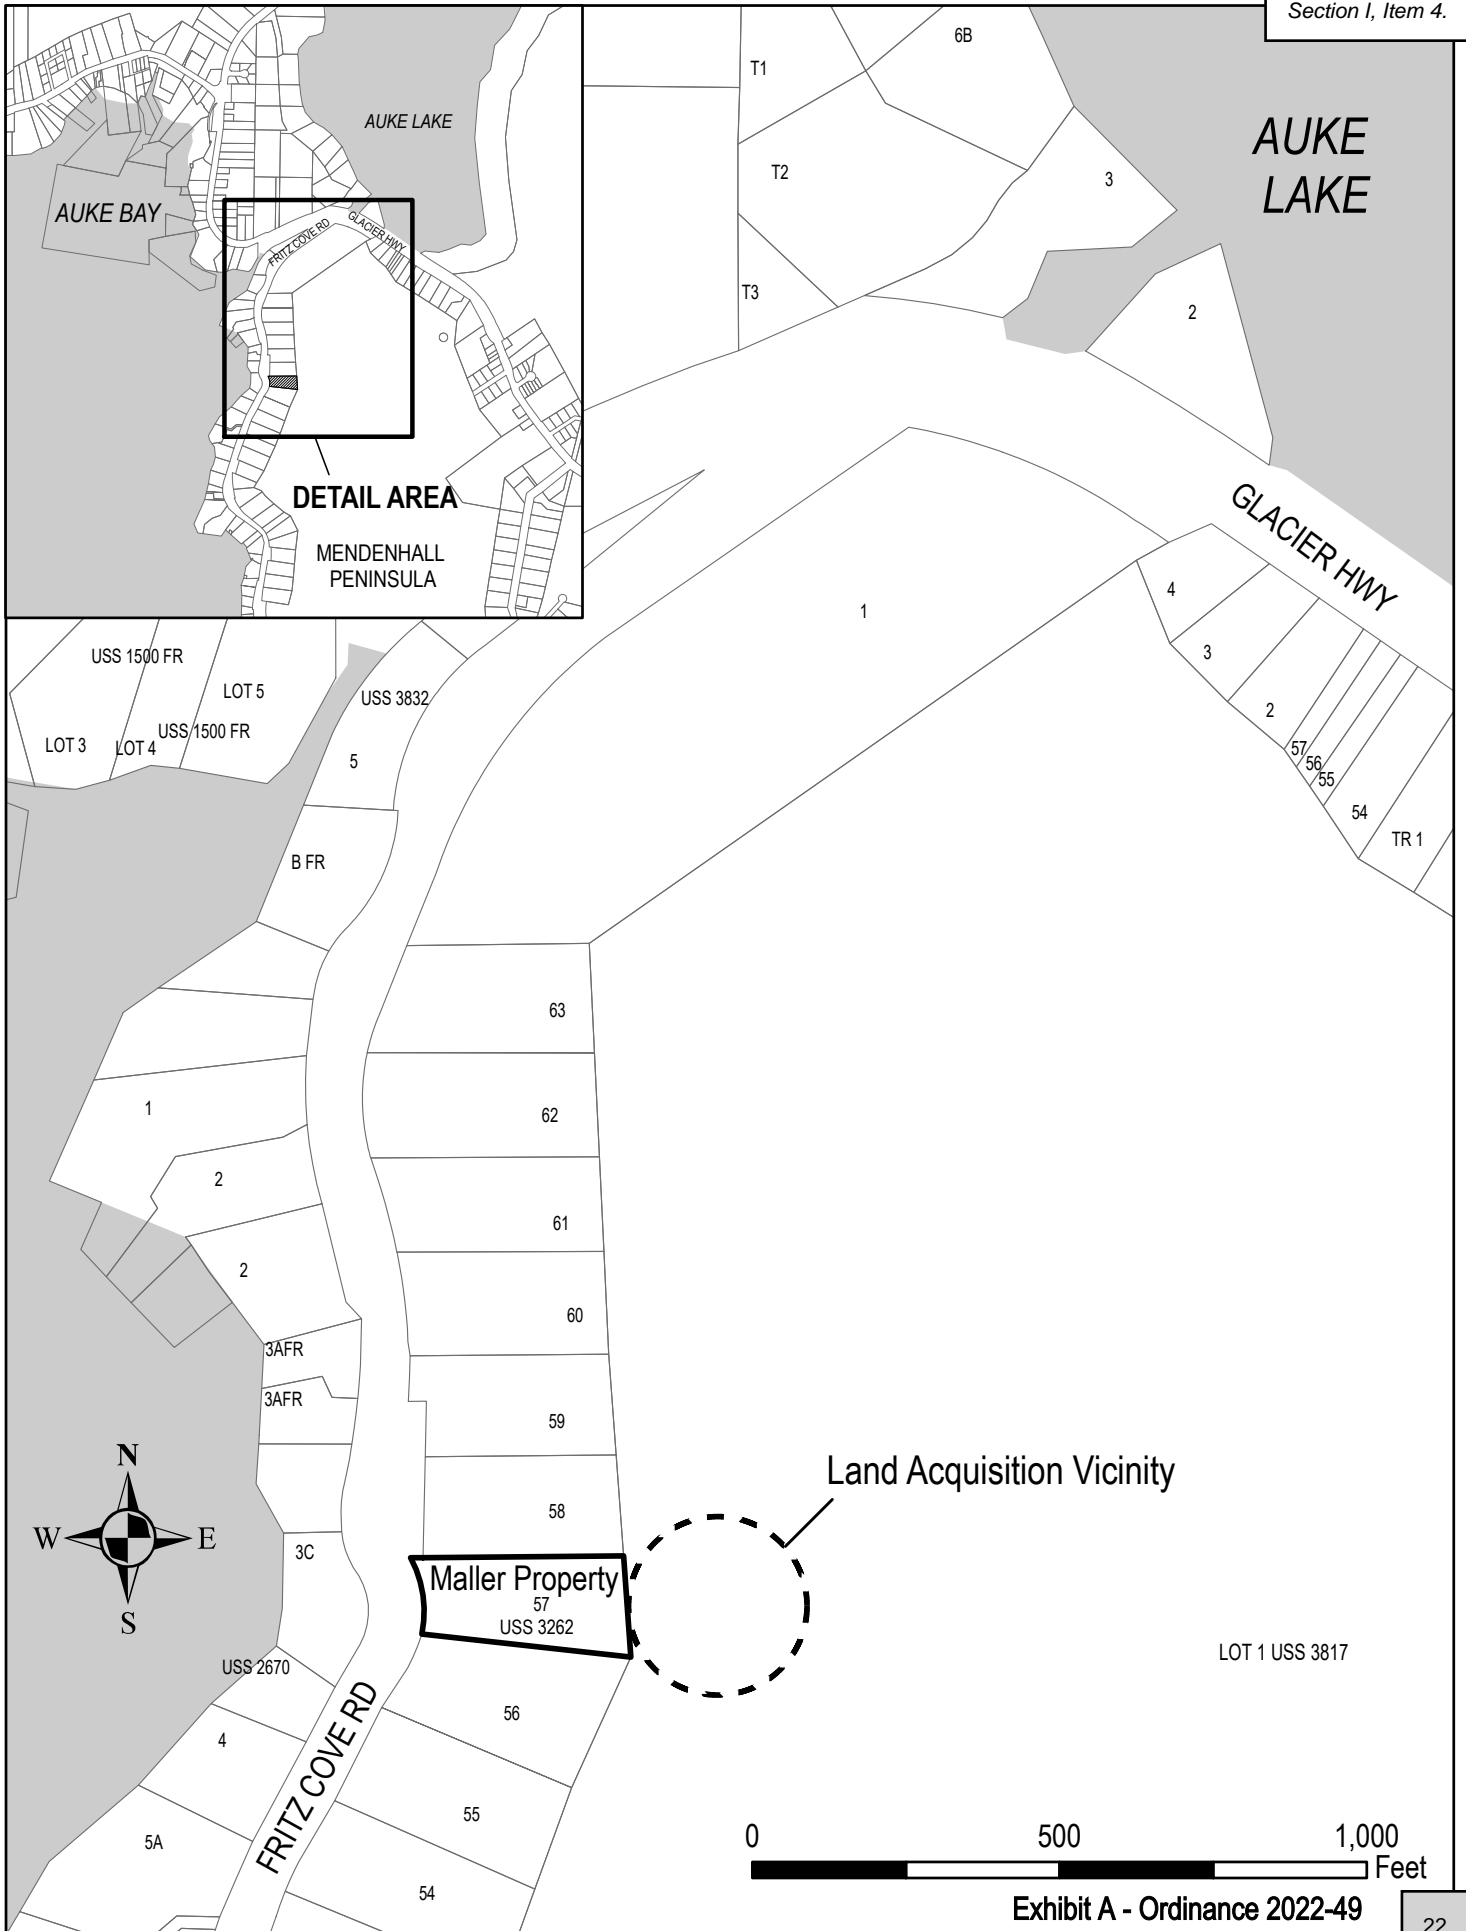 Section I, Item 4.
AUKE LAKE
AUKE BAY
FRITZ COVE RD
GLACIER HWY
DETAIL AREA
MENDENHALL
PENINSULA
6B
T1
T2
T3
3
2
AUKE
LAKE
GLACIER HWY
1
4
3
2
57
56
55
54
TR 1
USS 1500 FR
LOT 5
USS 3832
USS 1500 FR
LOT 3
LOT 4
5
B FR
63
62
1
2
61
2
60
3AFR
3AFR
59
58
3C
N
W
E
S
Land Acquisition Vicinity
Maller Property
57
USS 3262
LOT 1 USS 3817
USS 2670
56
4
FRITZ COVE RD
55
5A
54
0
500
1,000
Feet
Exhibit A - Ordinance 2022-49
22